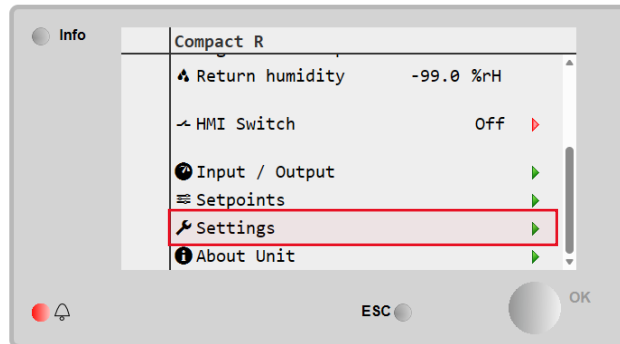 Info
Compact R
Return humidity -99.0 %rH
HMI Switch Off
Input / Output
Setpoints
Settings
About Unit
ESC
OK